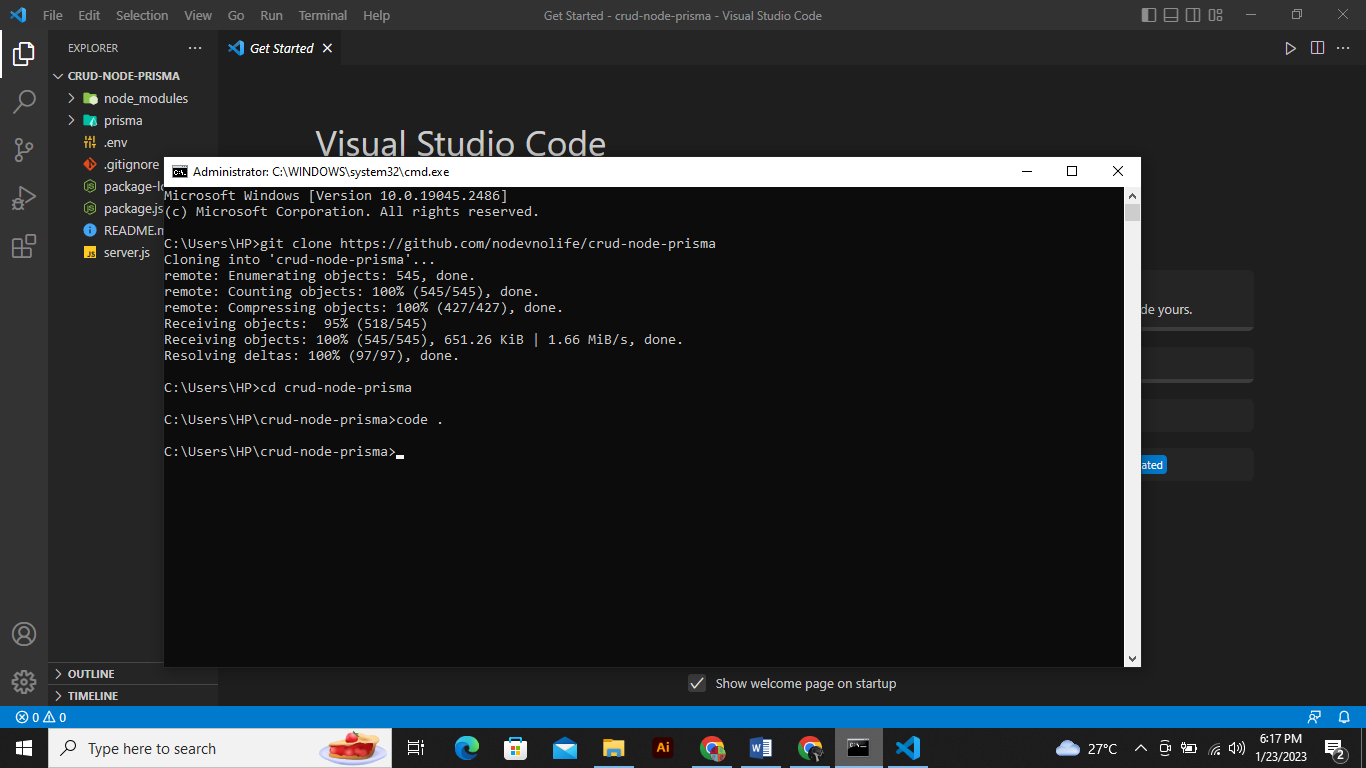 File Edit Selection View Go Run Terminal Help
Get Started - crud-node-prisma - Visual Studio Code
EXPLORER
Get Started
CRUD-NODE-PRISMA
node_modules
prisma
.env
.gitignore
package-l
package.js
README.m
server.js
OUTLINE
TIMELINE
Visual Studio Code
Administrator: C:\WINDOWS\system32\cmd.exe
Microsoft Windows [Version 10.0.19045.2486]
(c) Microsoft Corporation. All rights reserved.
C:\Users\HP>git clone https://github.com/nodevnolife/crud-node-prisma
Cloning into 'crud-node-prisma'...
remote: Enumerating objects: 545, done.
remote: Counting objects: 100% (545/545), done.
remote: Compressing objects: 100% (427/427), done.
Receiving objects:  95% (518/545)
Receiving objects: 100% (545/545), 651.26 KiB | 1.66 MiB/s, done.
Resolving deltas: 100% (97/97), done.
C:\Users\HP>cd crud-node-prisma
C:\Users\HP\crud-node-prisma>code .
C:\Users\HP\crud-node-prisma>
de yours.
ated
Show welcome page on startup
0 0
Type here to search
Ai
27°C
6:17 PM
1/23/2023
2